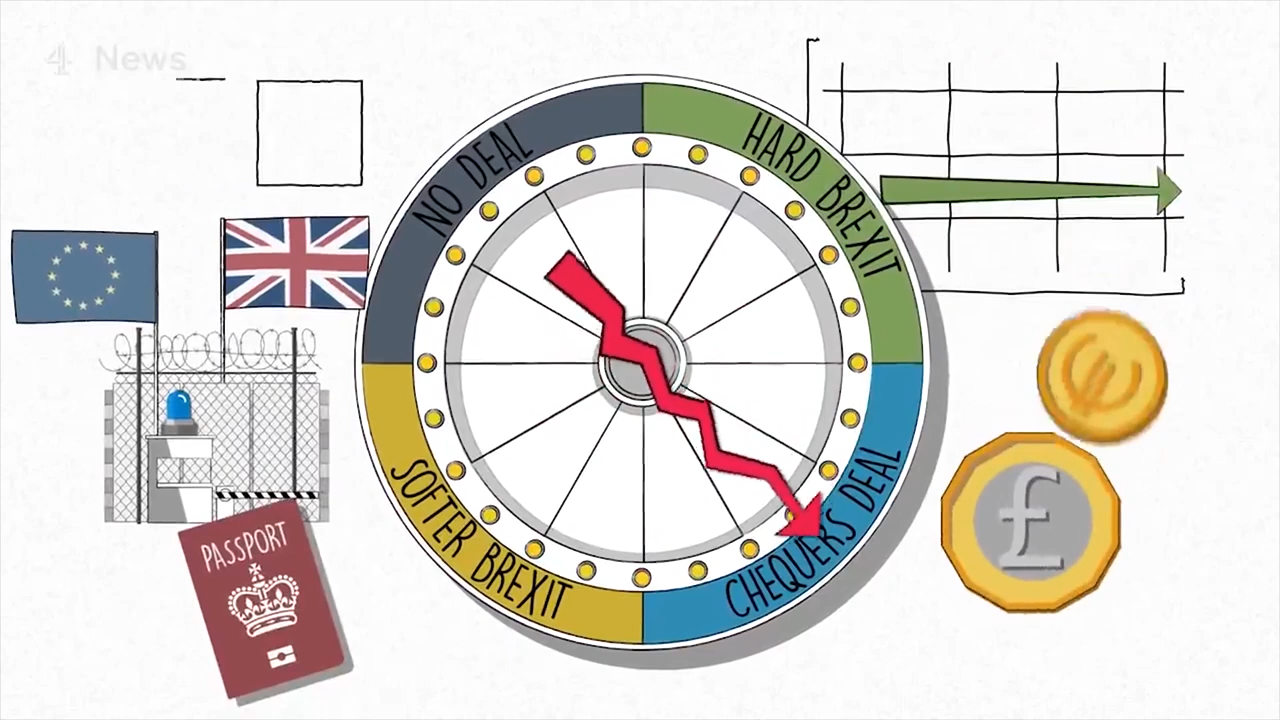 4 News
NO DEAL
HARD BREXIT
SOFTER BREXIT
CHEQUERS DEAL
PASSPORT
€
£